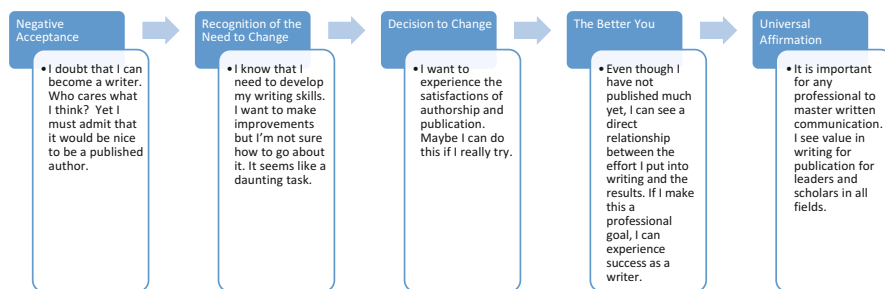 Negative
Acceptance
• I doubt that I can
become a writer.
Who cares what
I think?  Yet I
must admit that
it would be nice
to be a published
author.
Recognition of the
Need to Change
• I know that I
need to develop
my writing skills.
I want to make
improvements
but I'm not sure
how to go about
it. It seems like a
daunting task.
Decision to Change
• I want to
experience the
satisfactions of
authorship and
publication.
Maybe I can do
this if I really try.
The Better You
• Even though I
have not
published much
yet, I can see a
direct
relationship
between the
effort I put into
writing and the
results. If I make
this a
professional
goal, I can
experience
success as a
writer.
Universal
Affirmation
• It is important
for any
professional to
master written
communication.
I see value in
writing for
publication for
leaders and
scholars in all
fields.